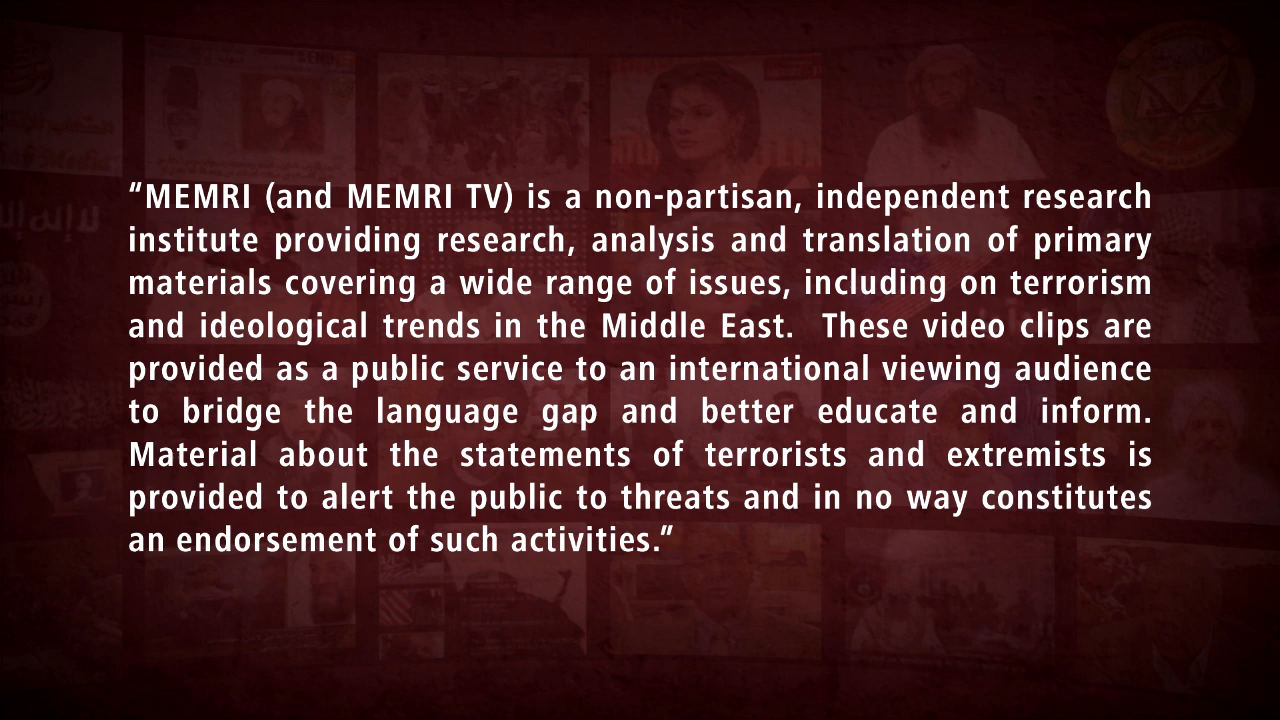 “MEMRI (and MEMRI TV) is a non-partisan, independent research
institute providing research, analysis and translation of primary
materials covering a wide range of issues, including on terrorism
and ideological trends in the Middle East.  These video clips are
provided as a public service to an international viewing audience
to bridge the language gap and better educate and inform.
Material about the statements of terrorists and extremists is
provided to alert the public to threats and in no way constitutes
an endorsement of such activities.”